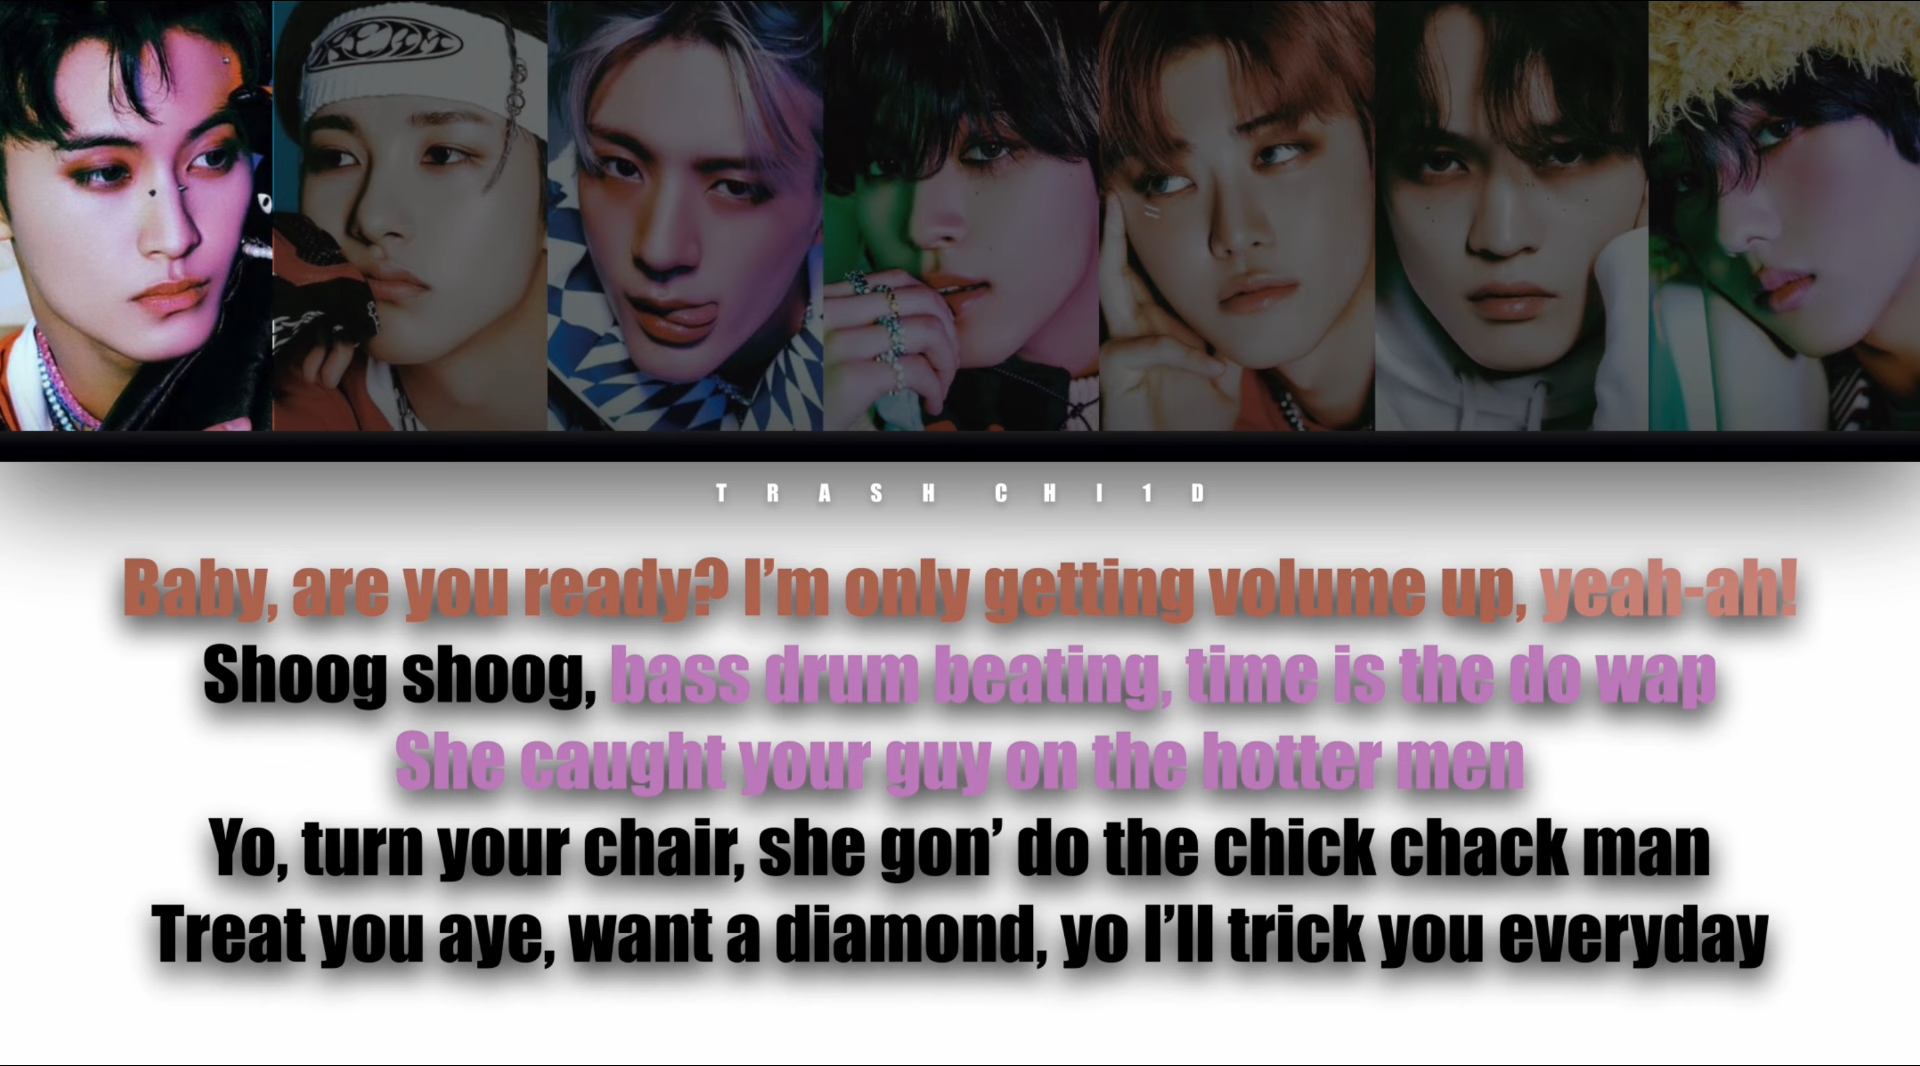 TRASH CHI1D
Baby, are you ready? I'm only getting volume up, yeah-ah!
Shoog shoog, bass drum beating, time is the do wap
She caught your guy on the hotter men
Yo, turn your chair, she gon' do the chick chack man
Treat you aye, want a diamond, yo I'll trick you everyday